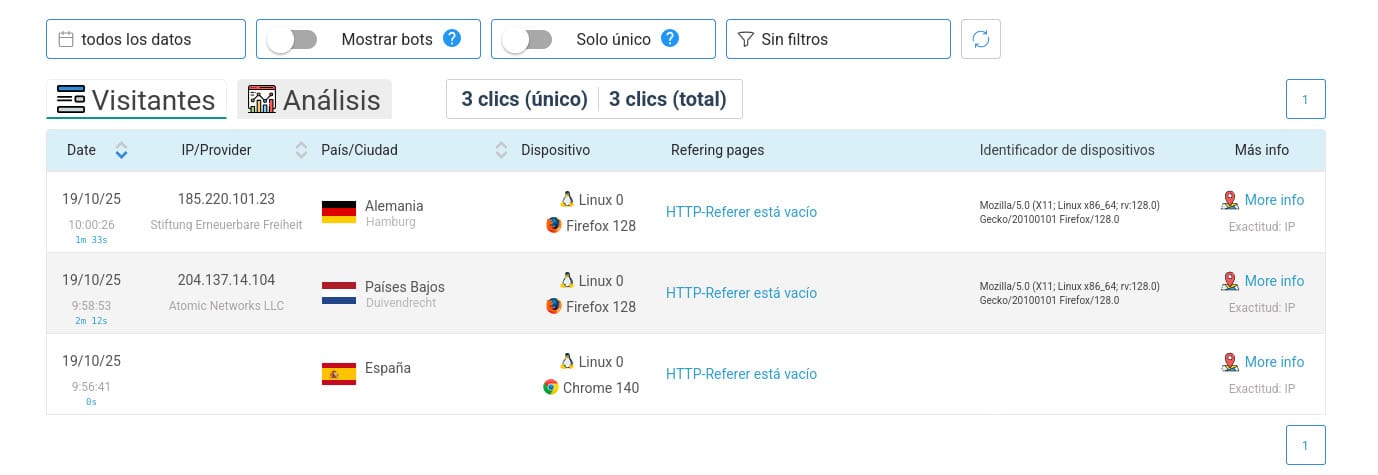 todos los datos
Mostrar bots ?
Solo único ?
Sin filtros
Visitantes
Análisis
3 clics (único) 3 clics (total)
1
Date IP/Provider País/Ciudad Dispositivo Refering pages Identificador de dispositivos Más info
19/10/25
10:00:26
1m 33s
185.220.101.23
Stiftung Erneuerbare Freiheit
Alemania
Hamburg
Linux 0
Firefox 128
HTTP-Referer está vacío
Mozilla/5.0 (X11; Linux x86_64; rv:128.0)
Gecko/20100101 Firefox/128.0
More info
Exactitud: IP
19/10/25
9:58:53
2m 12s
204.137.14.104
Atomic Networks LLC
Países Bajos
Duivendrecht
Linux 0
Firefox 128
HTTP-Referer está vacío
Mozilla/5.0 (X11; Linux x86_64; rv:128.0)
Gecko/20100101 Firefox/128.0
More info
Exactitud: IP
19/10/25
9:56:41
0s
España
Linux 0
Chrome 140
HTTP-Referer está vacío
More info
Exactitud: IP
1